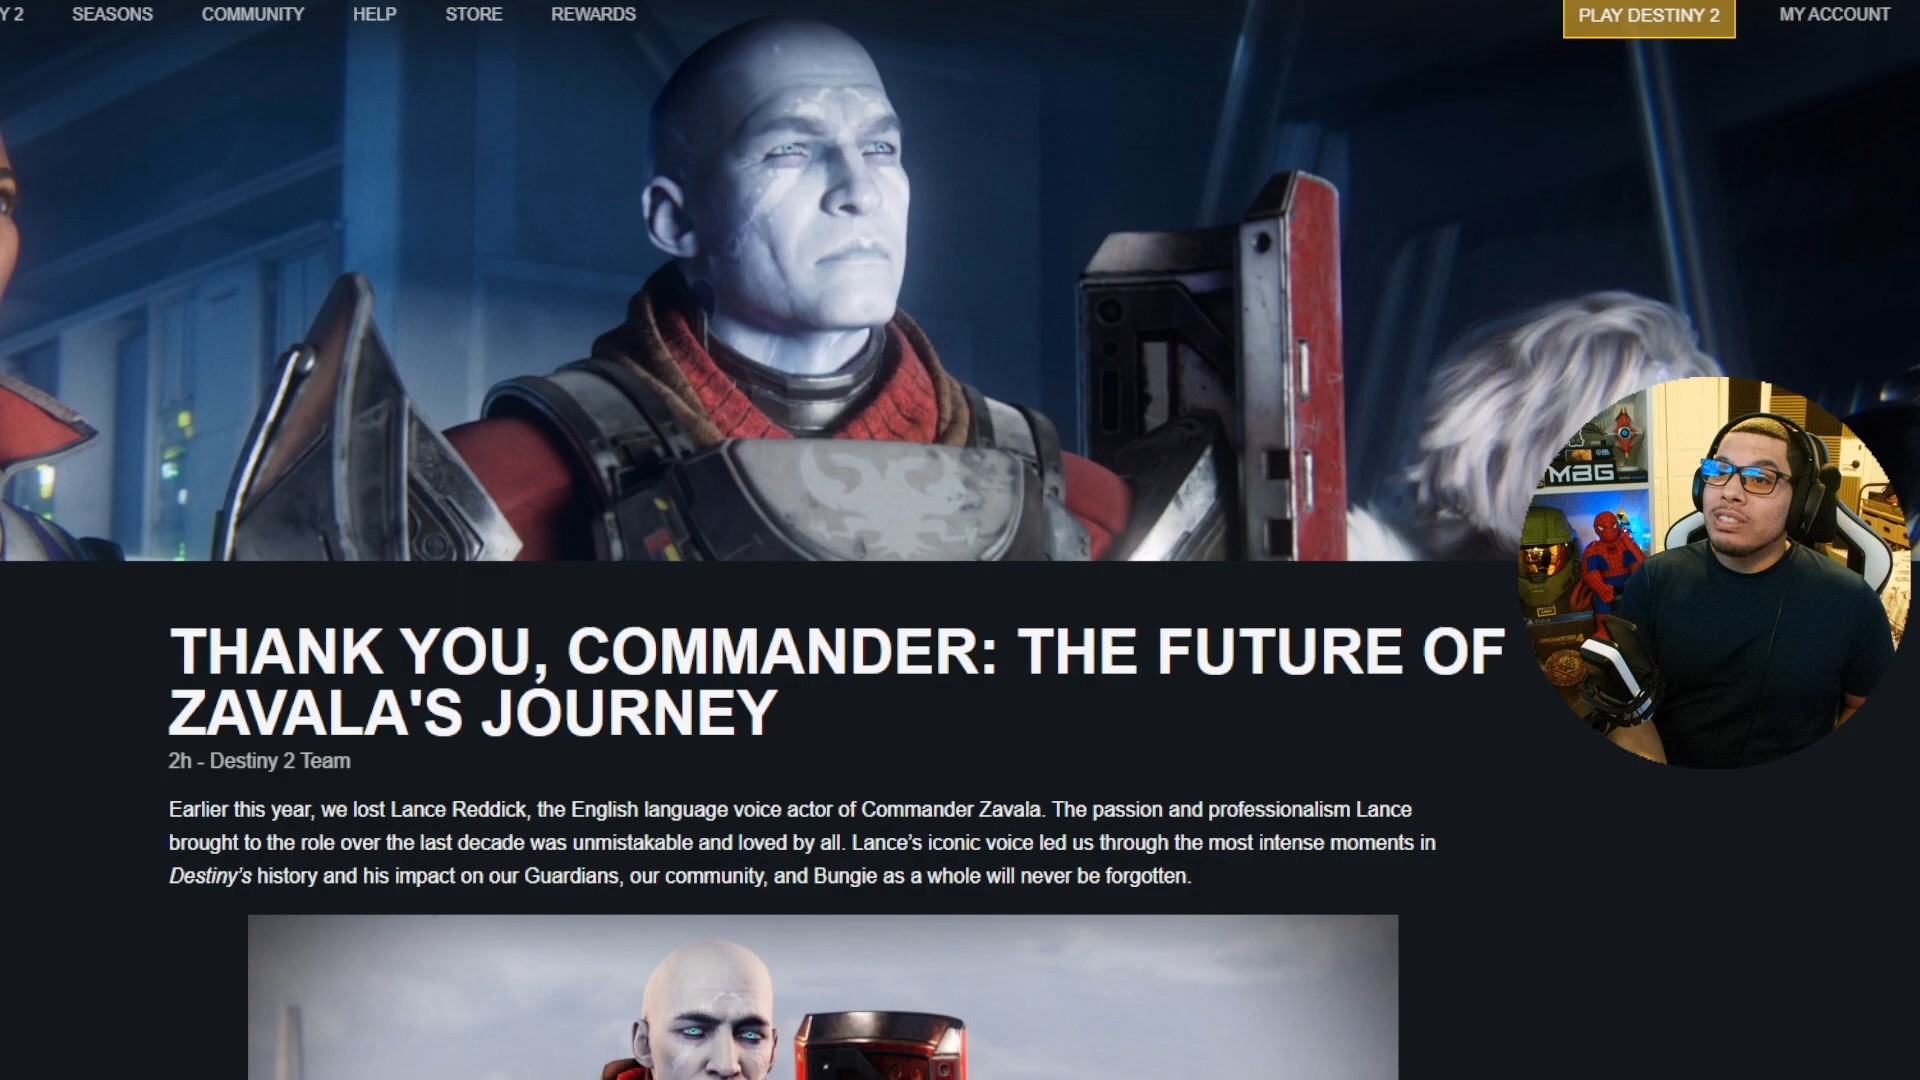 Y 2 SEASONS COMMUNITY HELP STORE REWARDS PLAY DESTINY 2 MY ACCOUNT
MBG
UNCHARTED 4
THANK YOU, COMMANDER: THE FUTURE OF
ZAVALA'S JOURNEY
2h - Destiny 2 Team
Earlier this year, we lost Lance Reddick, the English language voice actor of Commander Zavala. The passion and professionalism Lance
brought to the role over the last decade was unmistakable and loved by all. Lance’s iconic voice led us through the most intense moments in
Destiny’s history and his impact on our Guardians, our community, and Bungie as a whole will never be forgotten.